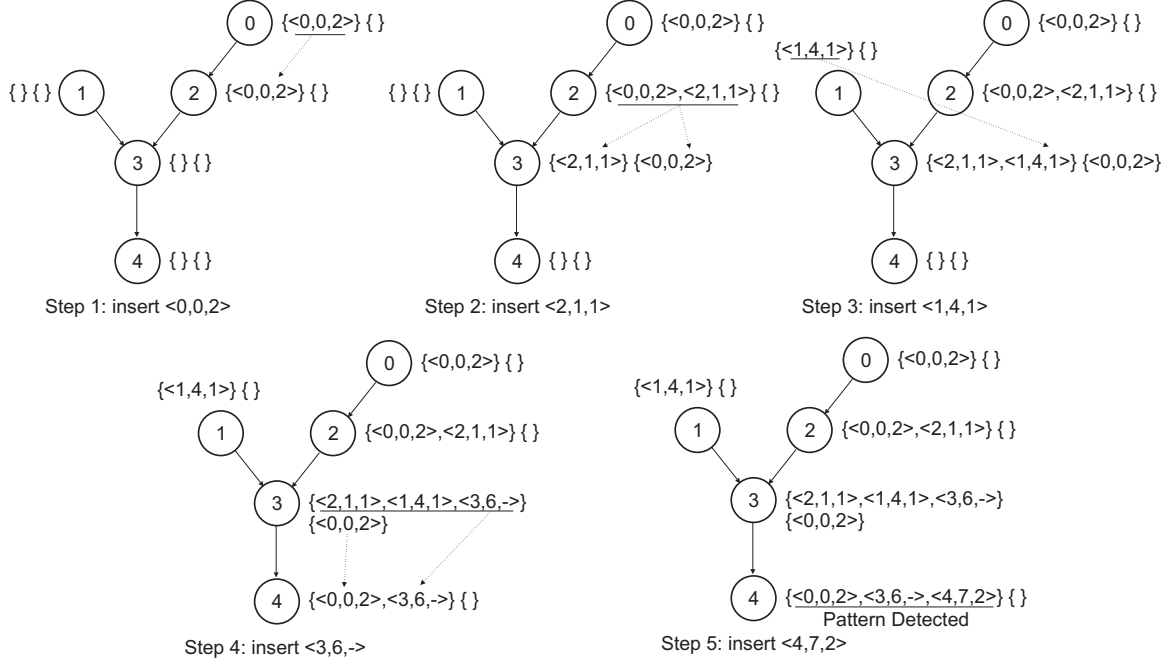 0 {<0,0,2>} { }
{ } { } 1 2 {<0,0,2>} { }
3 { } { }
4 { } { }
Step 1: insert <0,0,2>
0 {<0,0,2>} { }
{ } { } 1 2 {<0,0,2>,<2,1,1>} { }
3 {<2,1,1>} {<0,0,2>}
4 { } { }
Step 2: insert <2,1,1>
0 {<0,0,2>} { }
{<1,4,1>} { }
1 2 {<0,0,2>,<2,1,1>} { }
3 {<2,1,1>,<1,4,1>} {<0,0,2>}
4 { } { }
Step 3: insert <1,4,1>
0 {<0,0,2>} { }
{<1,4,1>} { }
1 2 {<0,0,2>,<2,1,1>} { }
3 {<2,1,1>,<1,4,1>,<3,6,->}
{<0,0,2>}
4 {<0,0,2>,<3,6,->} { }
Step 4: insert <3,6,->
0 {<0,0,2>} { }
{<1,4,1>} { }
1 2 {<0,0,2>,<2,1,1>} { }
3 {<2,1,1>,<1,4,1>,<3,6,->}
{<0,0,2>}
4 {<0,0,2>,<3,6,->,<4,7,2>} { }
Pattern Detected
Step 5: insert <4,7,2>